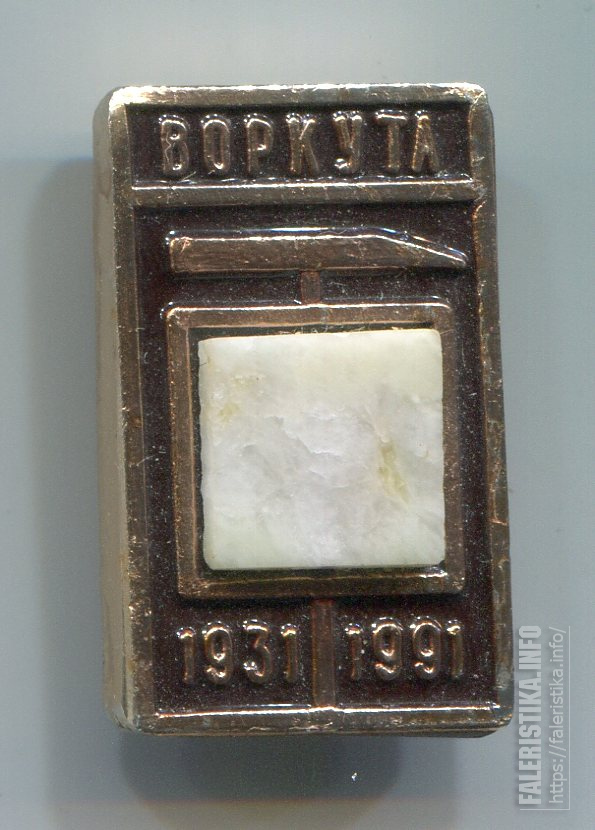 ВОРКУТА
1931 1991
FALERISTIKA.INFO
https://faleristika.info/